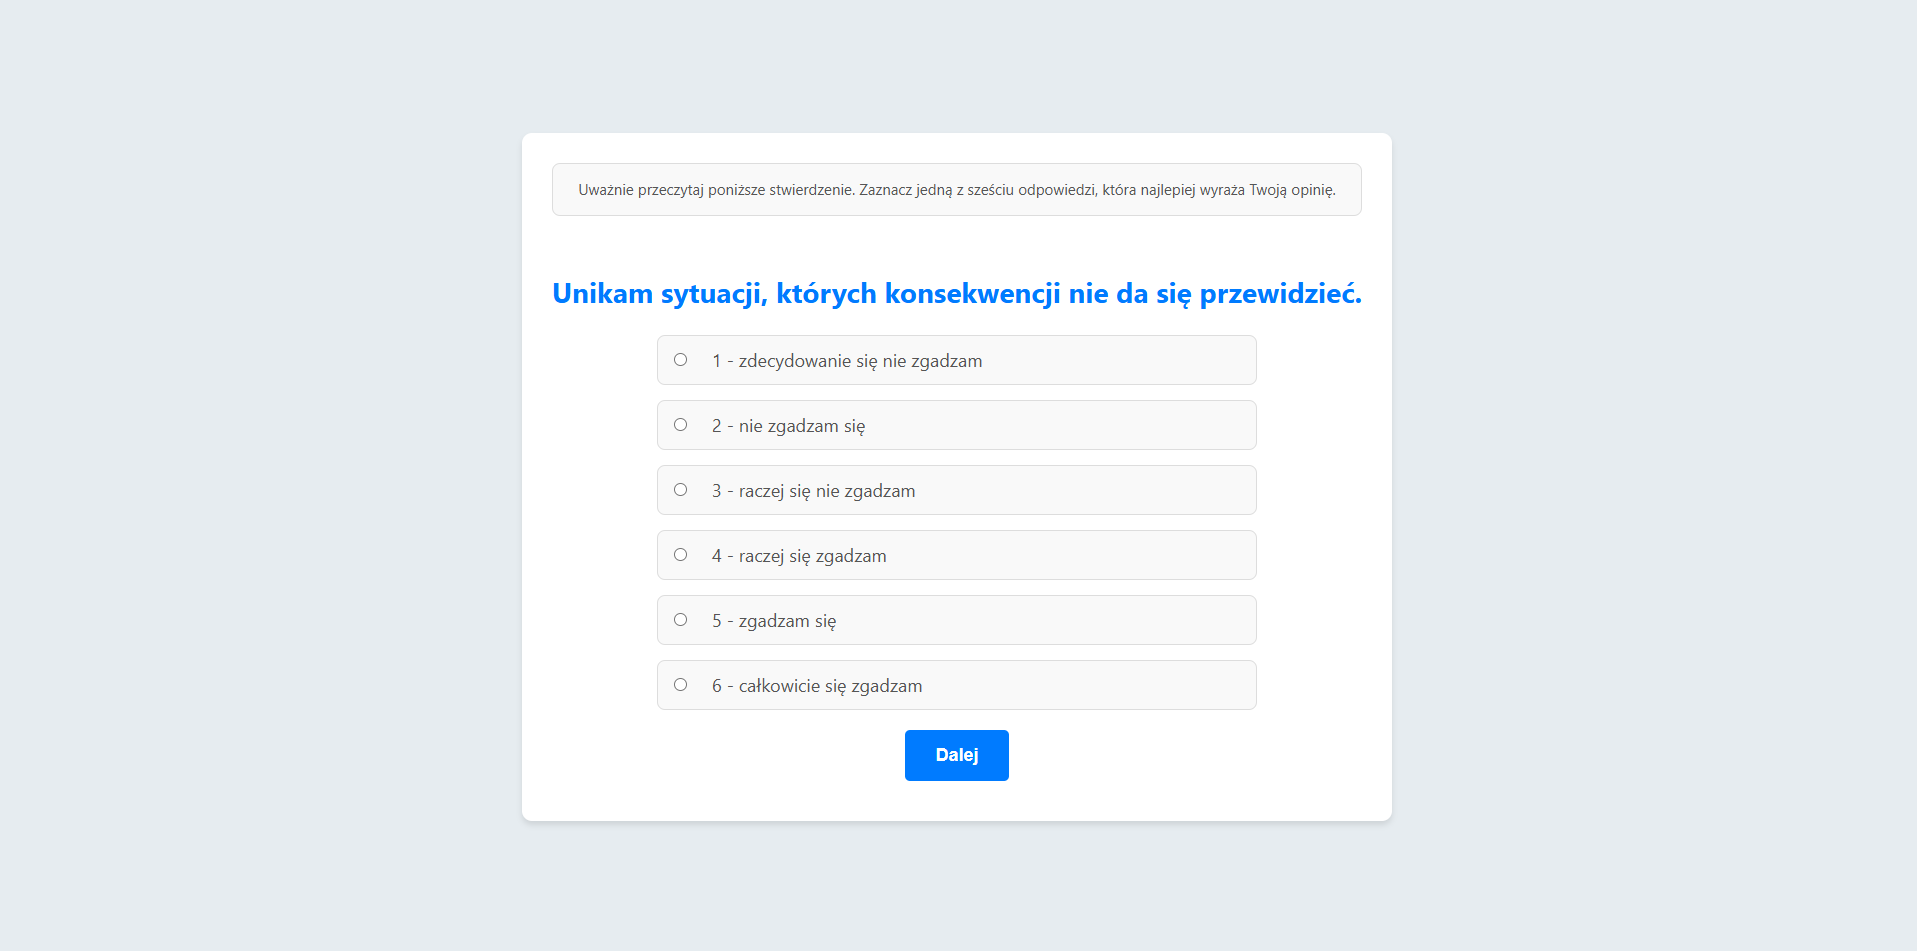 Uważnie przeczytaj poniższe stwierdzenie. Zaznacz jedną z sześciu odpowiedzi, która najlepiej wyraża Twoją opinię.
Unikam sytuacji, których konsekwencji nie da się przewidzieć.
1 - zdecydowanie się nie zgadzam
2 - nie zgadzam się
3 - raczej się nie zgadzam
4 - raczej się zgadzam
5 - zgadzam się
6 - całkowicie się zgadzam
Dalej